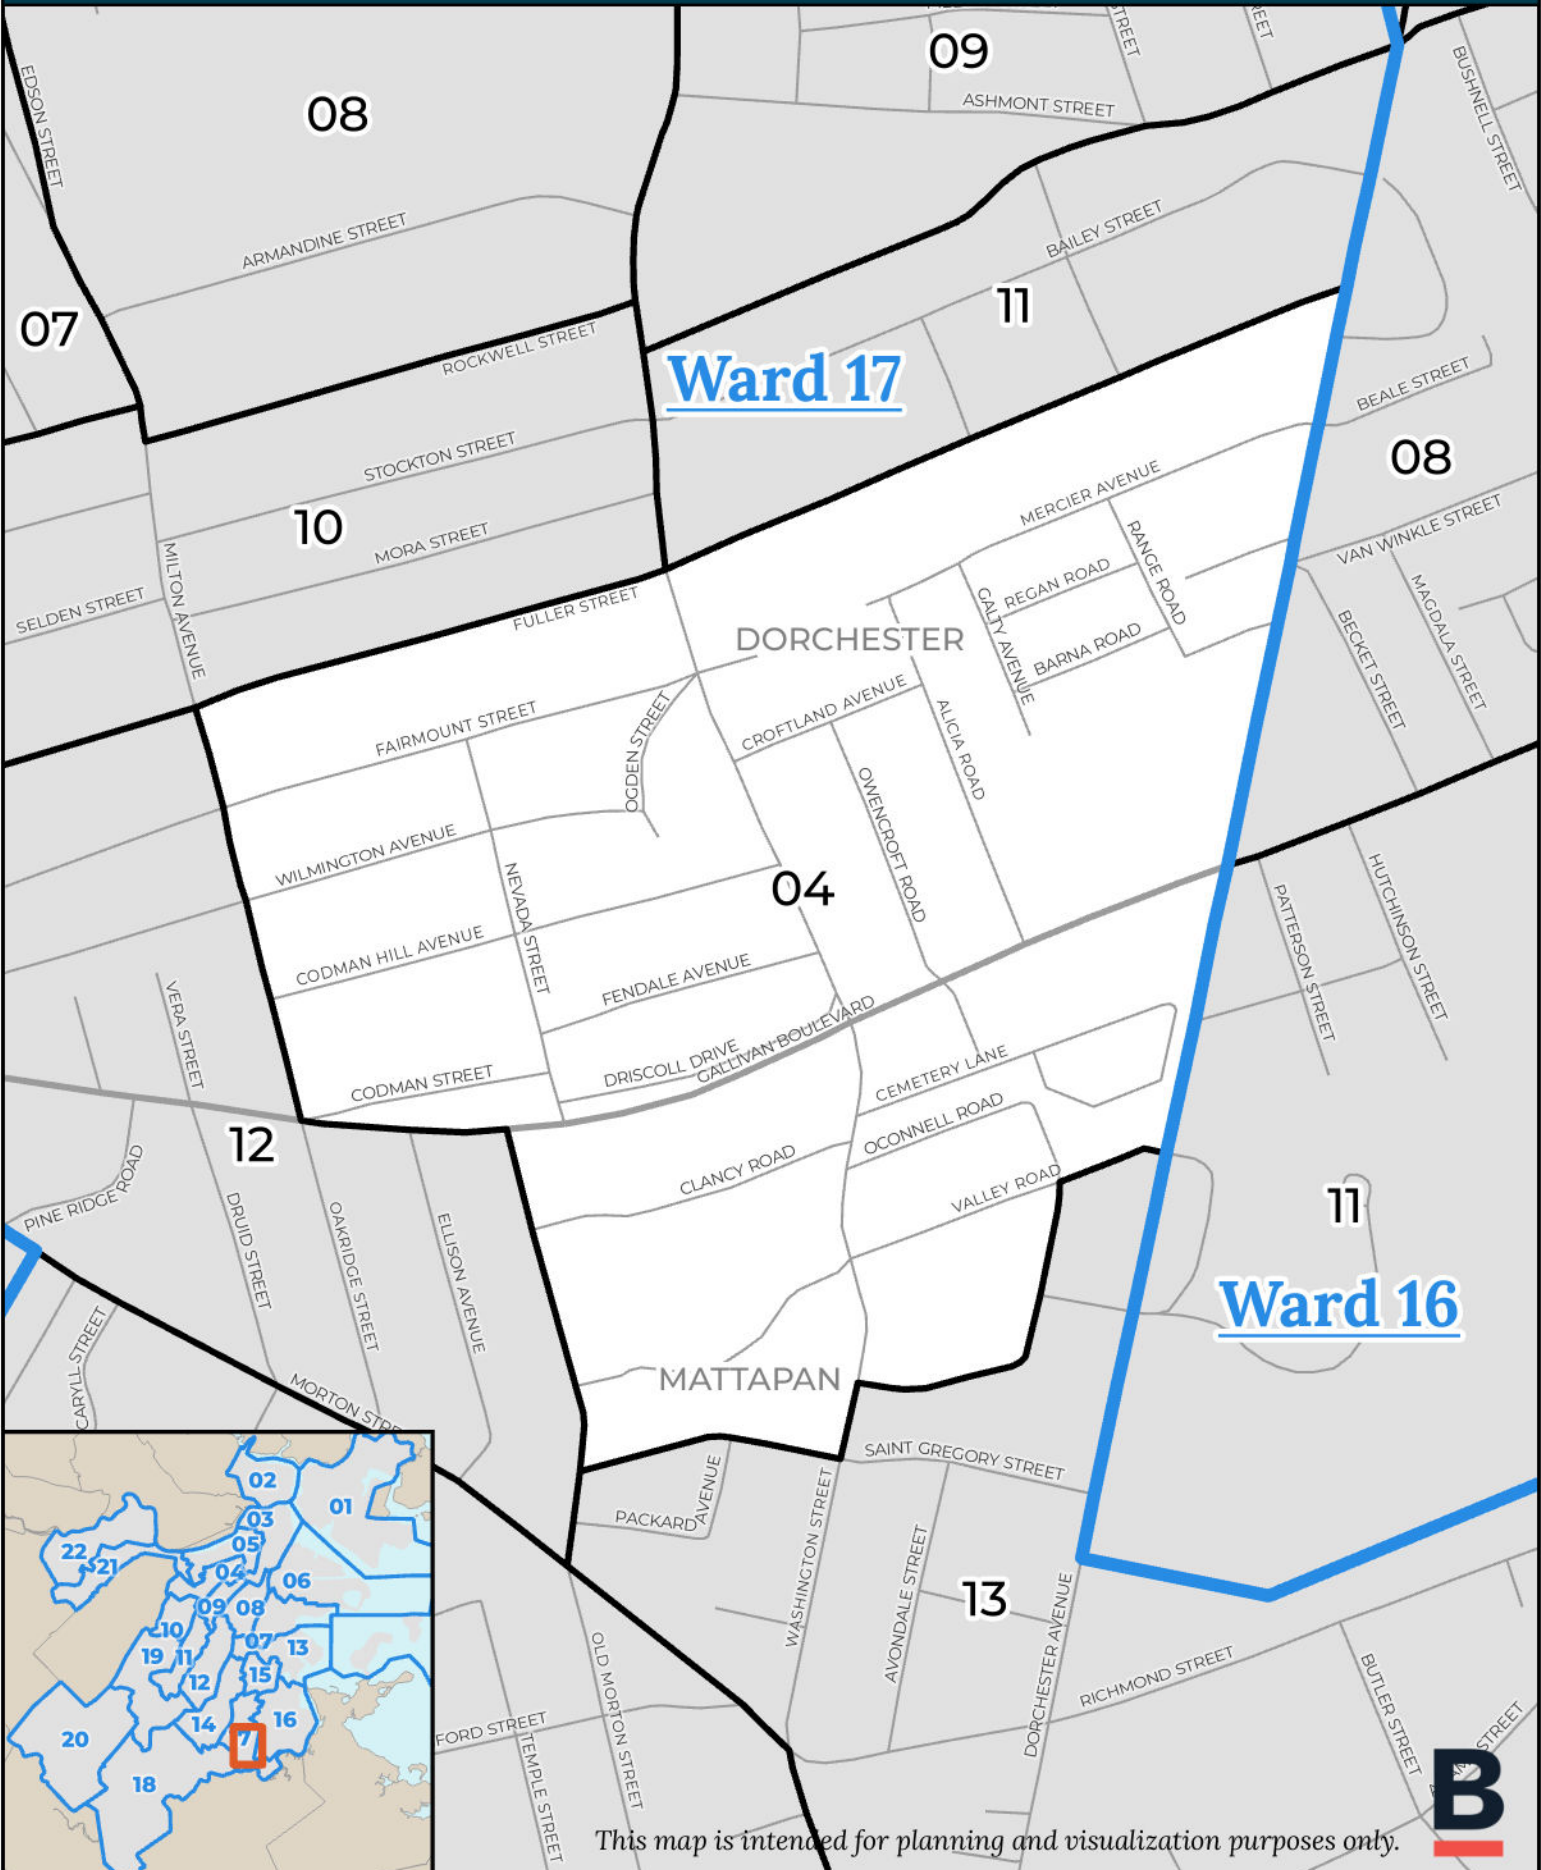 09
ASHMONT STREET
STREET
BUSHNELL STREET
EDSON STREET
08
ARMANDINE STREET
BAILEY STREET
07
11
ROCKWELL STREET
Ward 17
BEALE STREET
STOCKTON STREET
08
10
MERCIER AVENUE
MORA STREET
VAN WINKLE STREET
RANGE ROAD
MILTON AVENUE
SELDEN STREET
FULLER STREET
REGAN ROAD
GALTY AVENUE
MAGDALA STREET
BECKET STREET
DORCHESTER
BARNA ROAD
FAIRMOUNT STREET
OGDEN STREET
CROFTLAND AVENUE
ALICIA ROAD
OWENCROFT ROAD
WILMINGTON AVENUE
04
NEVADA STREET
PATTERSON STREET
HUTCHINSON STREET
CODMAN HILL AVENUE
FENDALE AVENUE
VERA STREET
GALLIVAN BOULEVARD
DRISCOLL DRIVE
CODMAN STREET
CEMETERY LANE
OCONNELL ROAD
12
CLANCY ROAD
VALLEY ROAD
11
PINE RIDGE ROAD
DRUID STREET
OAKRIDGE STREET
ELLISON AVENUE
Ward 16
CARYLL STREET
MATTAPAN
MORTON STRE
SAINT GREGORY STREET
PACKARD AVENUE
WASHINGTON STREET
AVONDALE STREET
13
DORCHESTER AVENUE
OLD MORTON STREET
RICHMOND STREET
BUTLER STREET
STREET
FORD STREET
TEMPLE STREET
02
01
03
05
22
21
04
06
09
08
10
07
13
19
11
12
15
14
16
20
7
18
This map is intended for planning and visualization purposes only.
B